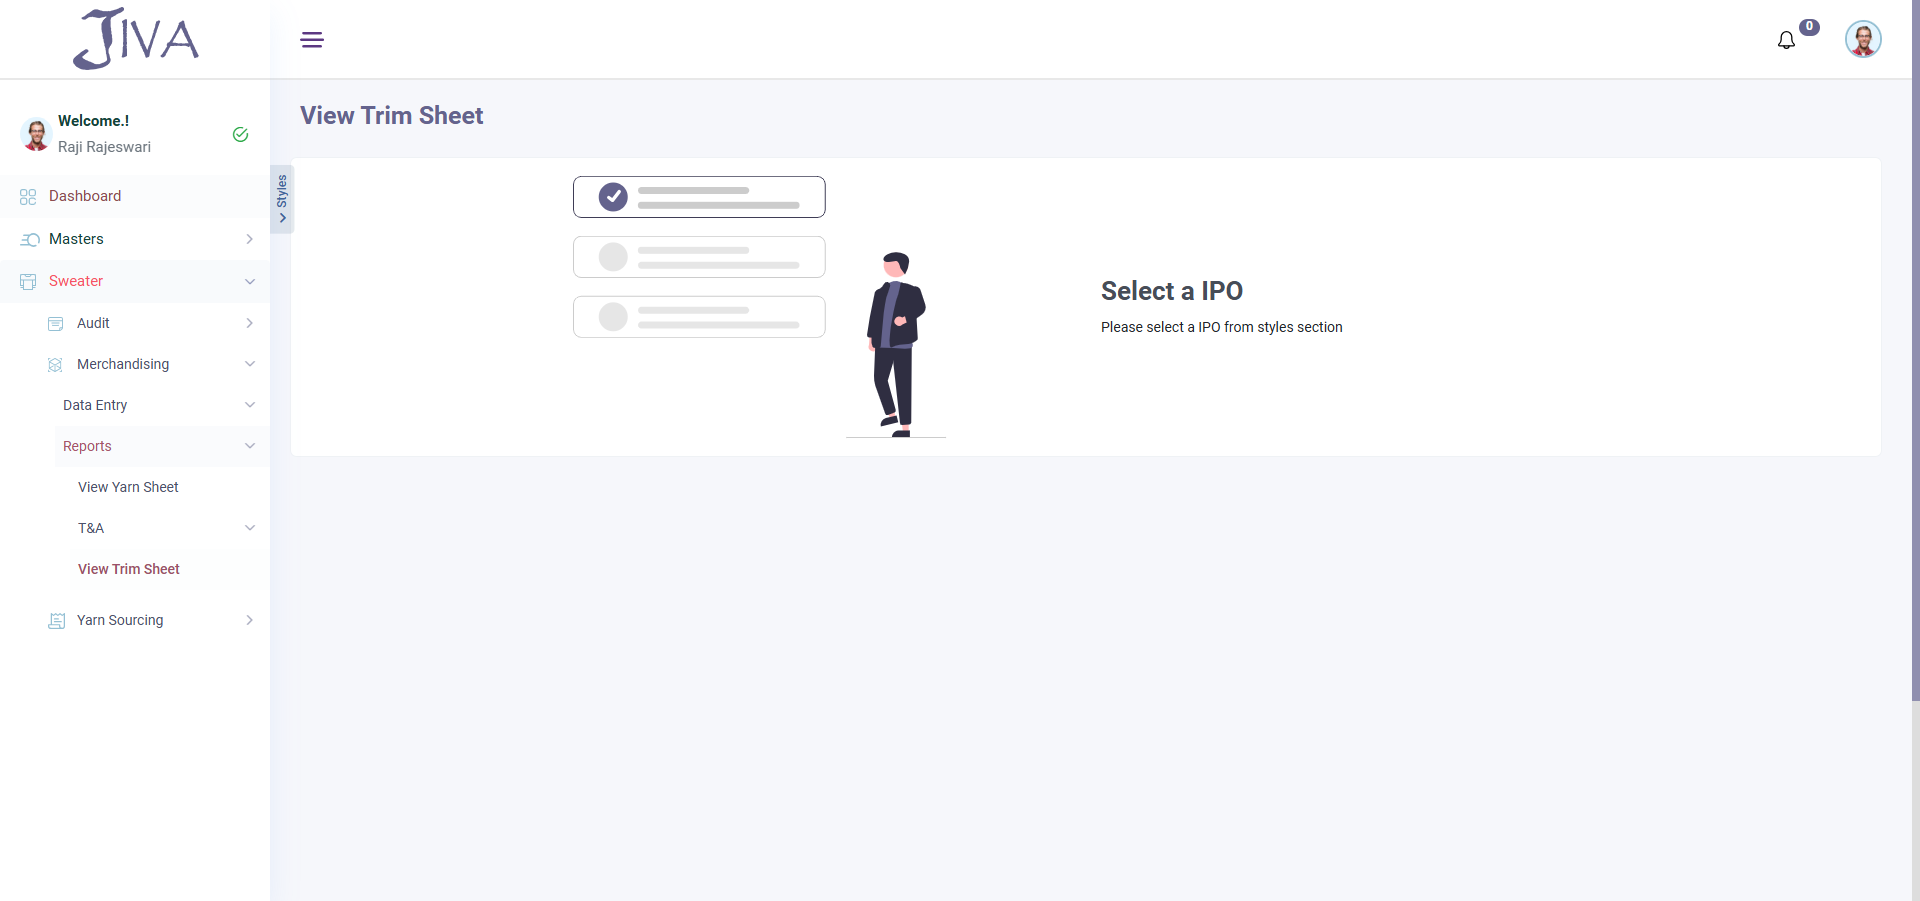 JIVA
0
Welcome.!
Raji Rajeswari
Dashboard
Masters
Sweater
Audit
Merchandising
Data Entry
Reports
View Yarn Sheet
T&A
View Trim Sheet
Yarn Sourcing
Styles
View Trim Sheet
Select a IPO
Please select a IPO from styles section